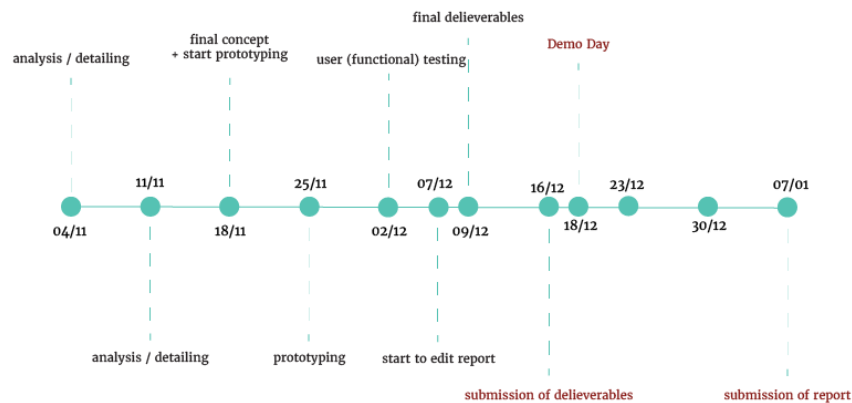 final delieverables
final concept
+ start prototyping
Demo Day
analysis / detailing
user (functional) testing
11/11
25/11
07/12
16/12
23/12
07/01
04/11
18/11
02/12
09/12
18/12
30/12
analysis / detailing
prototyping
start to edit report
submission of delieverables
submission of report